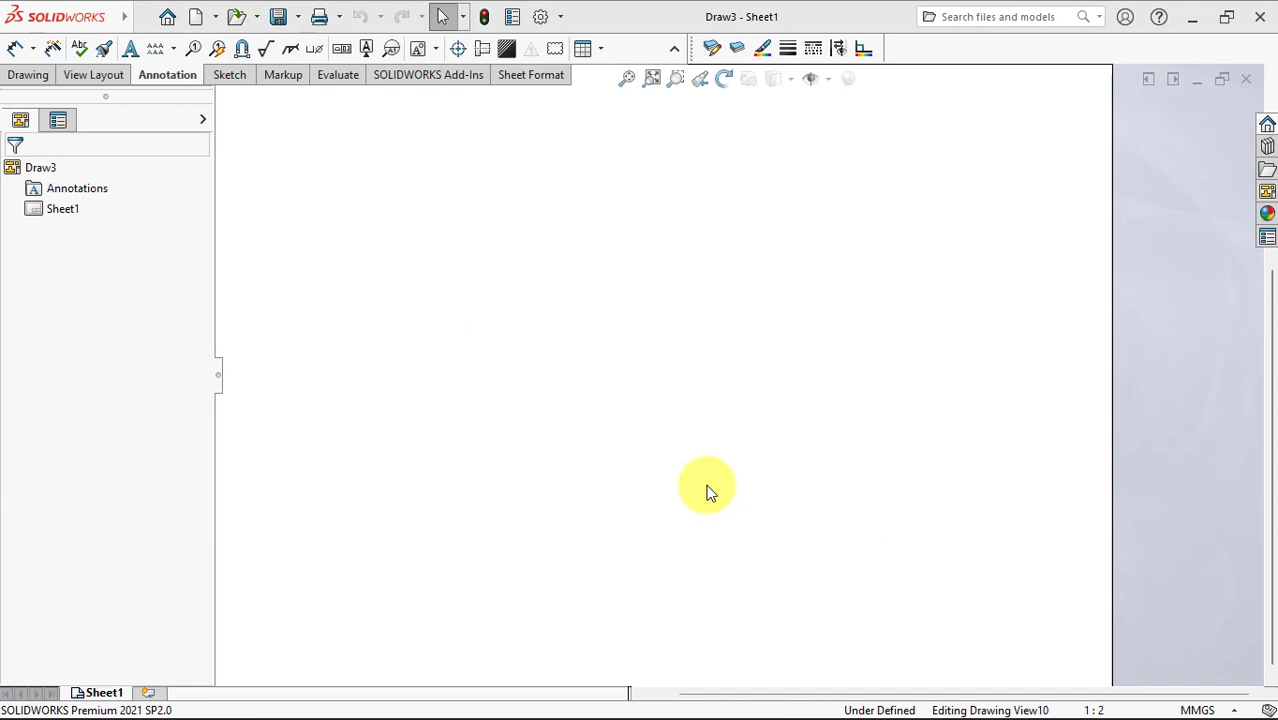 SOLIDWORKS
Draw3 - Sheet1
Search files and models
Drawing
View Layout
Annotation
Sketch
Markup
Evaluate
SOLIDWORKS Add-Ins
Sheet Format
Draw3
Annotations
Sheet1
Sheet1
SOLIDWORKS Premium 2021 SP2.0
Under Defined
Editing Drawing View10
1 : 2
MMGS